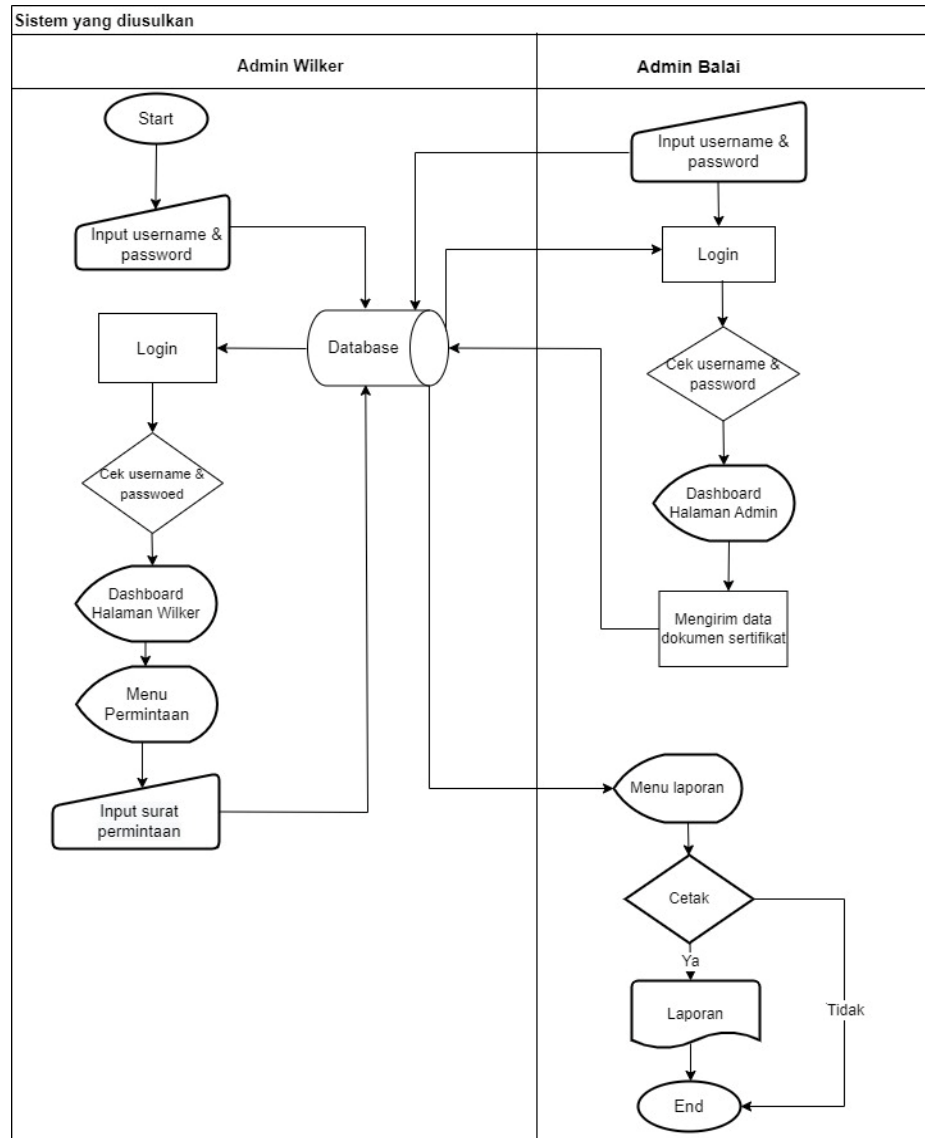 Sistem yang diusulkan
Admin Wilker
Admin Balai
Start
Input username &
password
Login
Database
Cek username &
passwoed
Dashboard
Halaman Wilker
Menu
Permintaan
Input surat
permintaan
Input username &
password
Login
Cek username &
password
Dashboard
Halaman Admin
Mengirim data
dokumen sertifikat
Menu laporan
Cetak
Ya
Tidak
Laporan
End